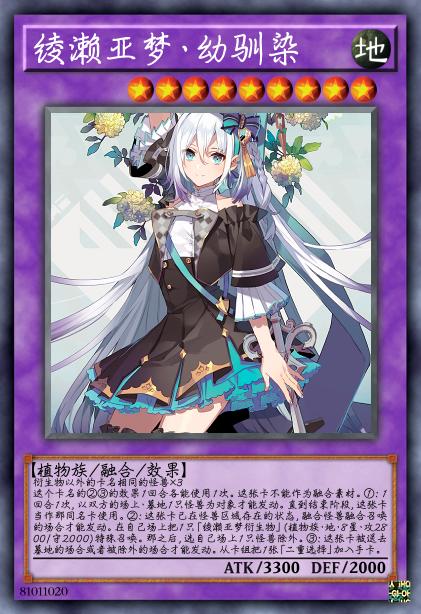 绫濑亚梦·幼驯染
地
【植物族/融合/效果】
衍生物以外的卡名相同的怪兽×3
这个卡名的②③的效果1回合各能使用1次。这张卡不能作为融合素材。①：1
回合1次，以双方的场上·墓地1只怪兽为对象才能发动。直到结束阶段，这张卡
当作那同名卡使用。②：这张卡已在怪兽区域存在的状态，融合怪兽融合召唤
的场合才能发动。在自己场上把1只「绫濑亚梦衍生物」(植物族·地·8星·攻28
00/守2000)特殊召唤。那之后，选自己场上1只怪兽除外。③：这张卡被送去
墓地的场合或者被除外的场合才能发动。从卡组把1张「二重选择」加入手卡。
ATK/3300 DEF/2000
81011020